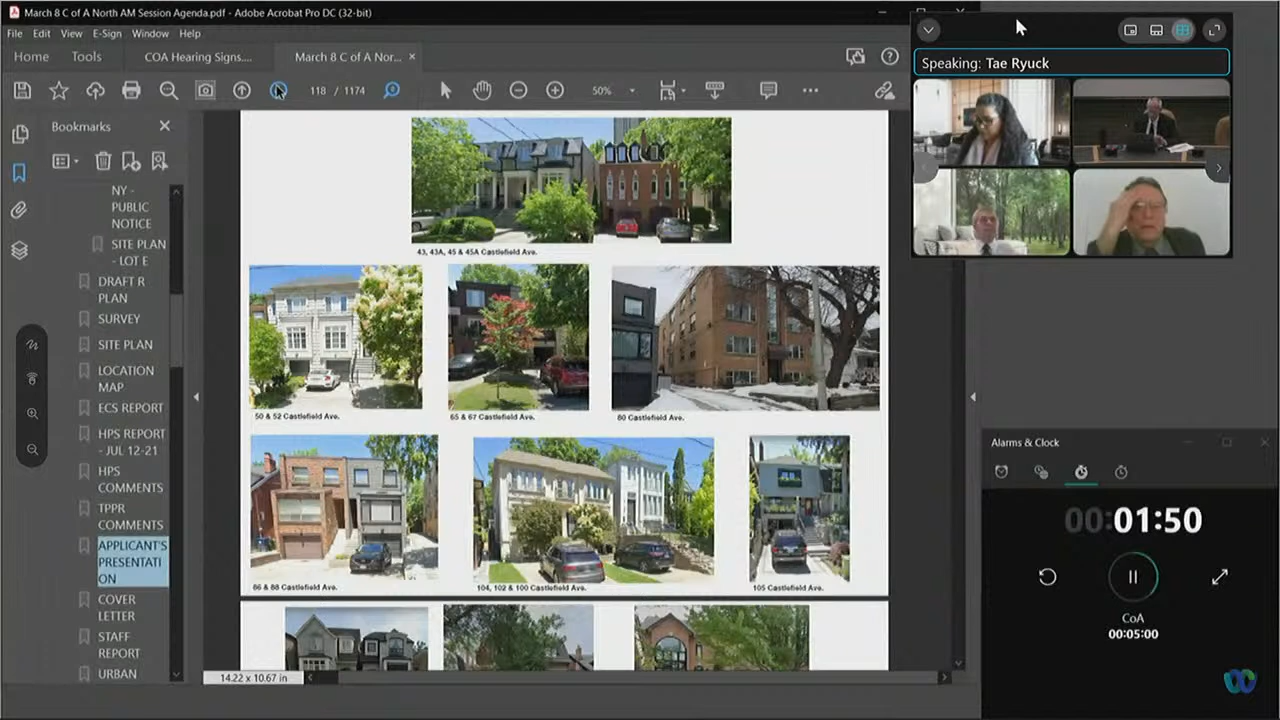 March 8 C of A North AM Session Agenda.pdf - Adobe Acrobat Pro DC (32-bit)
File Edit View E-Sign Window Help
Home Tools COA Hearing Signs.... March 8 C of A Nor... ×
118 / 1174 50%
Bookmarks
NY -
PUBLIC
NOTICE
SITE PLAN
- LOT E
DRAFT R
PLAN
SURVEY
SITE PLAN
LOCATION
MAP
ECS REPORT
HPS REPORT
- JUL 12-21
HPS
COMMENTS
TPPR
COMMENTS
APPLICANT'S
PRESENTATI
ON
COVER
LETTER
STAFF
REPORT
URBAN
43, 43A, 45 & 45A Castlefield Ave.
50 & 52 Castlefield Ave.
65 & 67 Castlefield Ave.
80 Castlefield Ave.
86 & 88 Castlefield Ave.
104, 102 & 100 Castlefield Ave.
105 Castlefield Ave.
14.22 x 10.67 in
Speaking: Tae Ryuck
Alarms & Clock
00:01:50
CoA
00:05:00